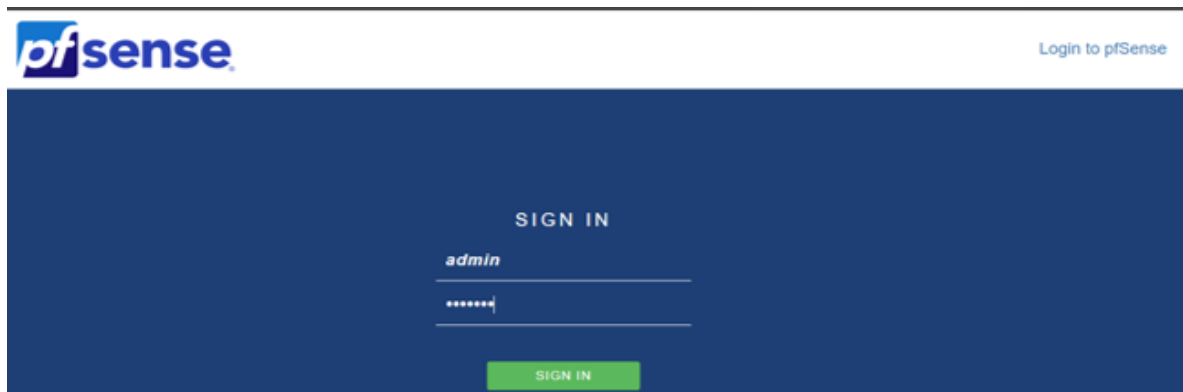 pfsense
Login to pfSense
SIGN IN
admin
•••••••
SIGN IN